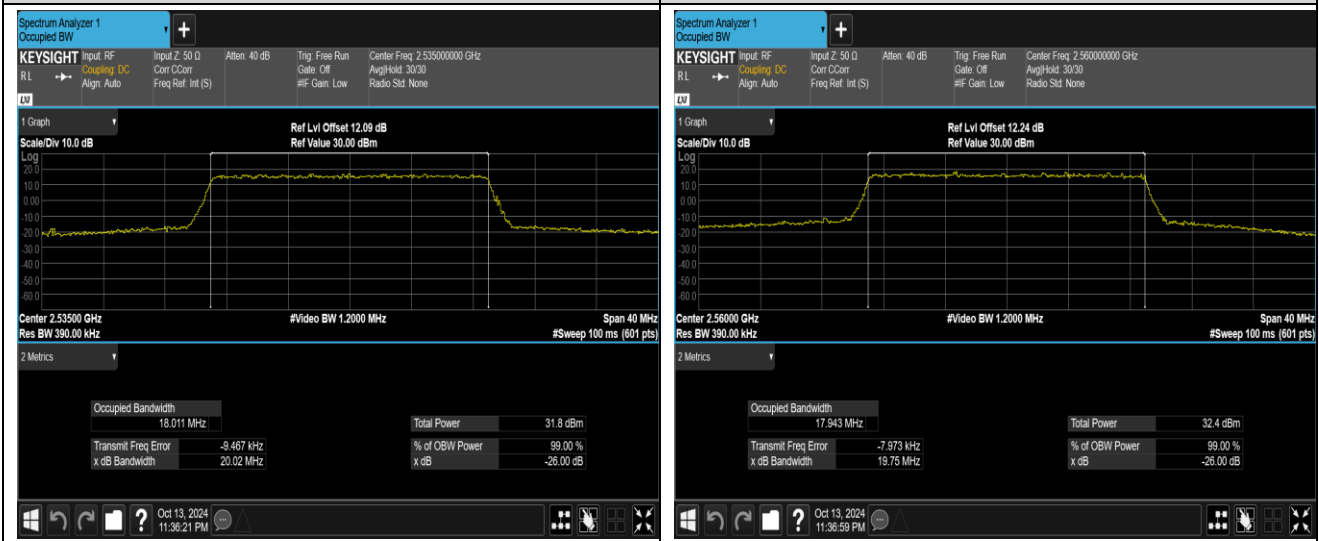 Spectrum Analyzer 1
Occupied BW
+
KEYSIGHT Input: RF Input Z: 50 Ω Atten: 40 dB Trig: Free Run Center Freq: 2.535000000 GHz
RL Coupling: DC Corr CCorr Gate: Off Avg|Hold: 30/30
Align: Auto Freq Ref: Int (S) #IF Gain: Low Radio Std: None
LXI
1 Graph
Ref Lvl Offset 12.09 dB
Scale/Div 10.0 dB Ref Value 30.00 dBm
Log
20.0
10.0
0.00
-10.0
-20.0
-30.0
-40.0
-50.0
-60.0
Center 2.53500 GHz #Video BW 1.2000 MHz Span 40 MHz
Res BW 390.00 kHz #Sweep 100 ms (601 pts)
2 Metrics
Occupied Bandwidth
18.011 MHz Total Power 31.8 dBm
Transmit Freq Error -9.467 kHz % of OBW Power 99.00 %
x dB Bandwidth 20.02 MHz x dB -26.00 dB
? Oct 13, 2024
11:36:21 PM
Spectrum Analyzer 1
Occupied BW
+
KEYSIGHT Input: RF Input Z: 50 Ω Atten: 40 dB Trig: Free Run Center Freq: 2.560000000 GHz
RL Coupling: DC Corr CCorr Gate: Off Avg|Hold: 30/30
Align: Auto Freq Ref: Int (S) #IF Gain: Low Radio Std: None
LXI
1 Graph
Ref Lvl Offset 12.24 dB
Scale/Div 10.0 dB Ref Value 30.00 dBm
Log
20.0
10.0
0.00
-10.0
-20.0
-30.0
-40.0
-50.0
-60.0
Center 2.56000 GHz #Video BW 1.2000 MHz Span 40 MHz
Res BW 390.00 kHz #Sweep 100 ms (601 pts)
2 Metrics
Occupied Bandwidth
17.943 MHz Total Power 32.4 dBm
Transmit Freq Error -7.973 kHz % of OBW Power 99.00 %
x dB Bandwidth 19.75 MHz x dB -26.00 dB
? Oct 13, 2024
11:36:59 PM